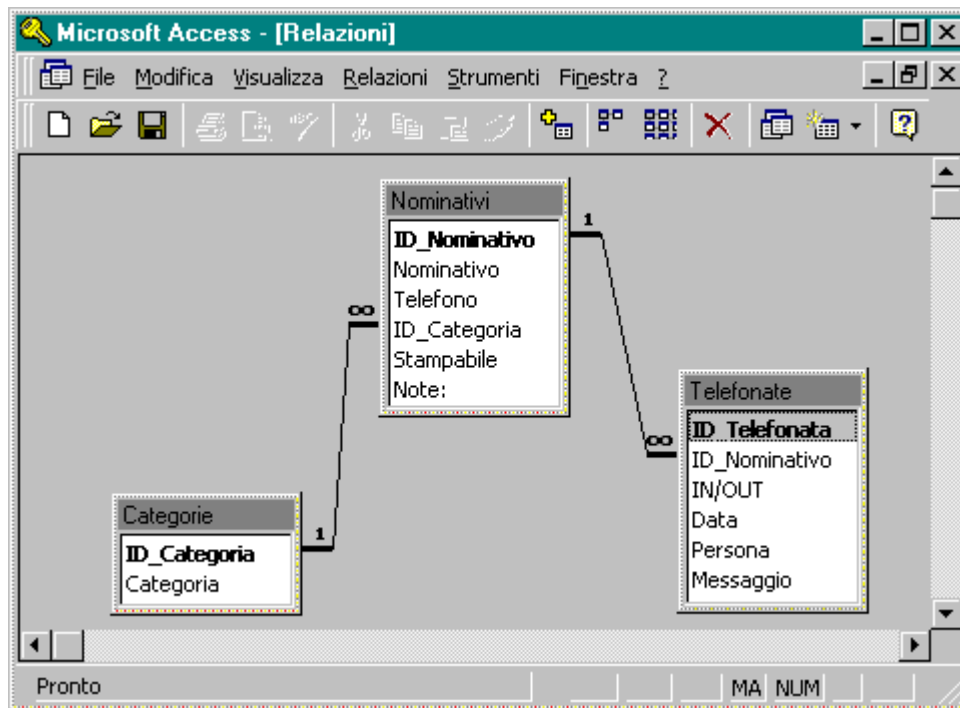 Microsoft Access - [Relazioni]
File Modifica Visualizza Relazioni Strumenti Finestra ?
Nominativi
ID_Nominativo
Nominativo
Telefono
ID_Categoria
Stampabile
Note:
1
∞
Telefonate
ID_Telefonata
ID_Nominativo
IN/OUT
Data
Persona
Messaggio
∞
Categorie
ID_Categoria
Categoria
1
Pronto MA NUM